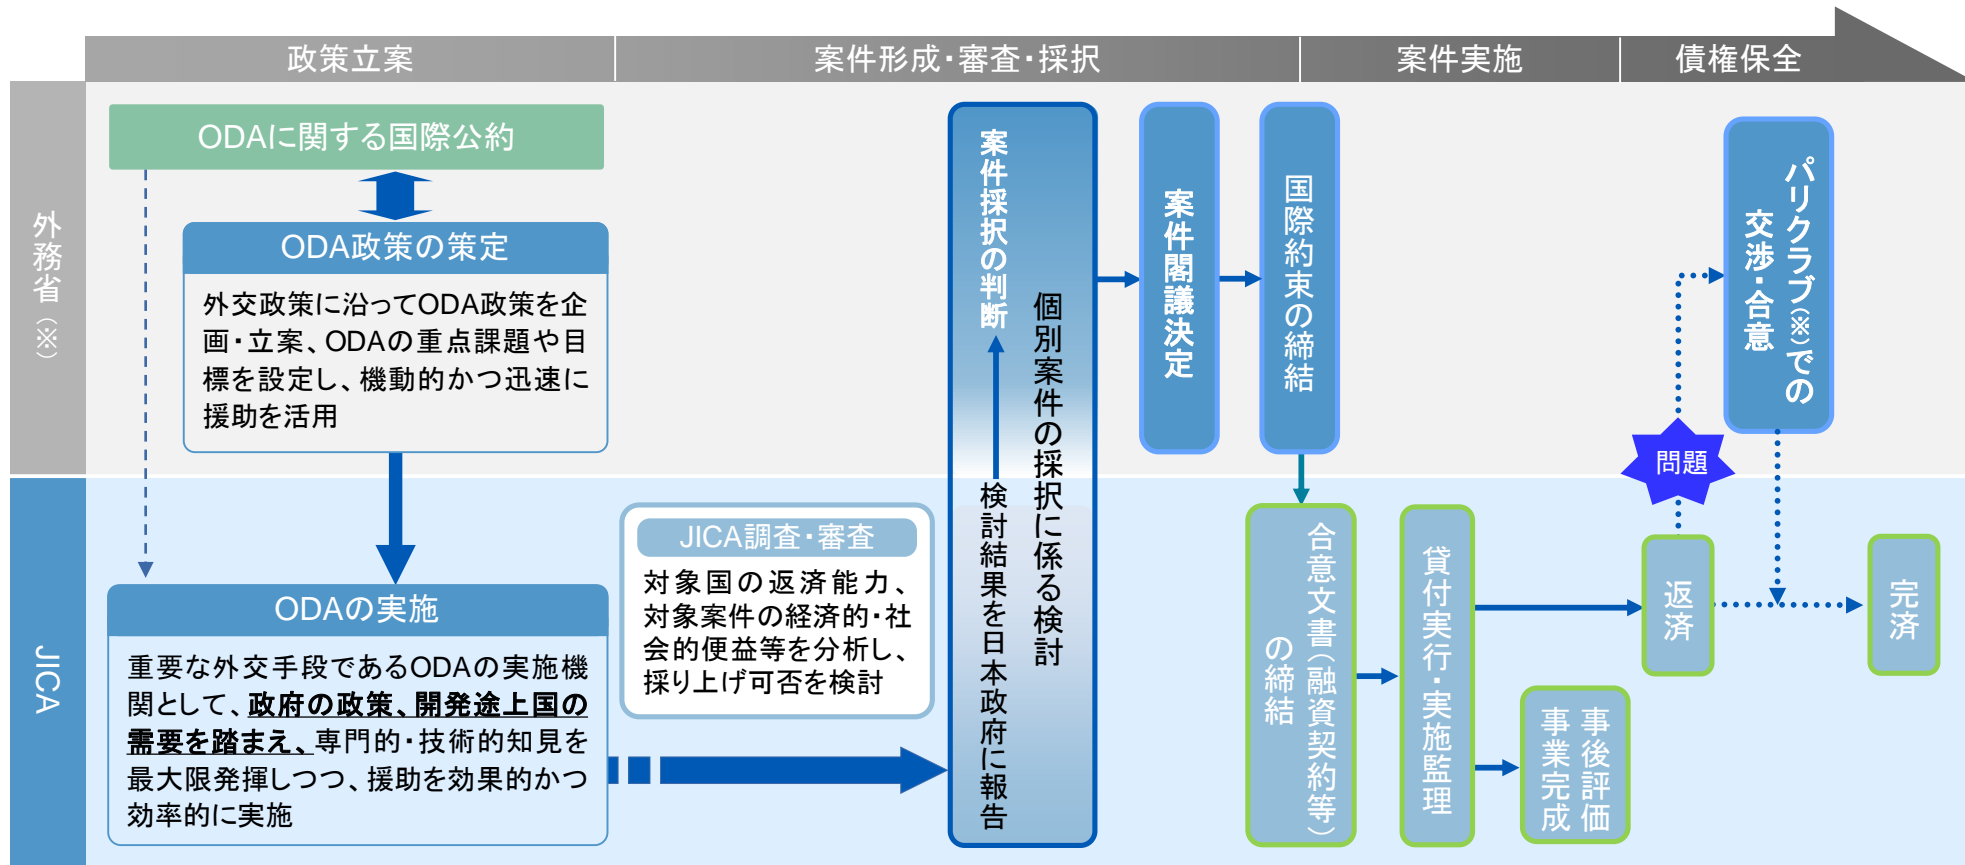 政策立案
案件形成・審査・採択
案件実施
債権保全
外務省（※）
ODAに関する国際公約
ODA政策の策定
外交政策に沿ってODA政策を企
画・立案、ODAの重点課題や目
標を設定し、機動的かつ迅速に
援助を活用
案件採択の判断
個別案件の採択に係る検討
検討結果を日本政府に報告
案件閣議決定
国際約束の締結
パリクラブ（※）での
交渉・合意
問題
JICA
ODAの実施
重要な外交手段であるODAの実施機
関として、政府の政策、開発途上国の
需要を踏まえ、専門的・技術的知見を
最大限発揮しつつ、援助を効果的かつ
効率的に実施
JICA調査・審査
対象国の返済能力、
対象案件の経済的・社
会的便益等を分析し、
採り上げ可否を検討
合意文書（融資契約等）
の締結
貸付実行・実施監理
返済
完済
事後評価
事業完成